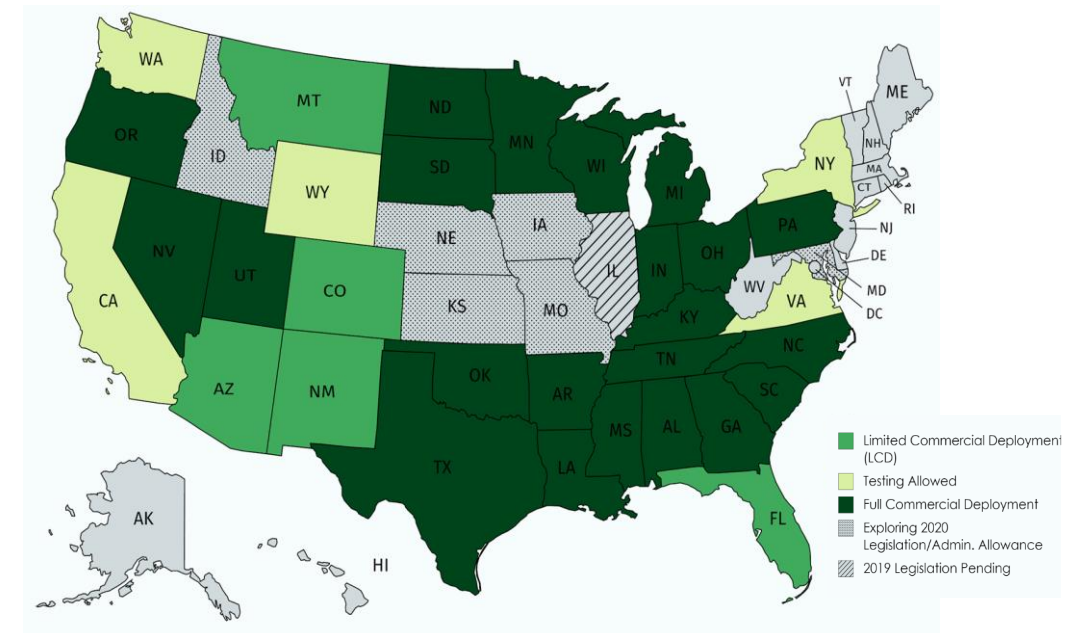 WA
MT
ND
MN
VT
ME
OR
ID
SD
WI
MI
NH
NY
MA
CT
RI
WY
NE
IA
PA
NJ
NV
UT
CO
KS
MO
IL
IN
OH
WV
VA
DE
MD
DC
CA
KY
AZ
NM
OK
AR
TN
NC
SC
TX
LA
MS
AL
GA
FL
AK
HI
Limited Commercial Deployment
(LCD)
Testing Allowed
Full Commercial Deployment
Exploring 2020
Legislation/Admin. Allowance
2019 Legislation Pending